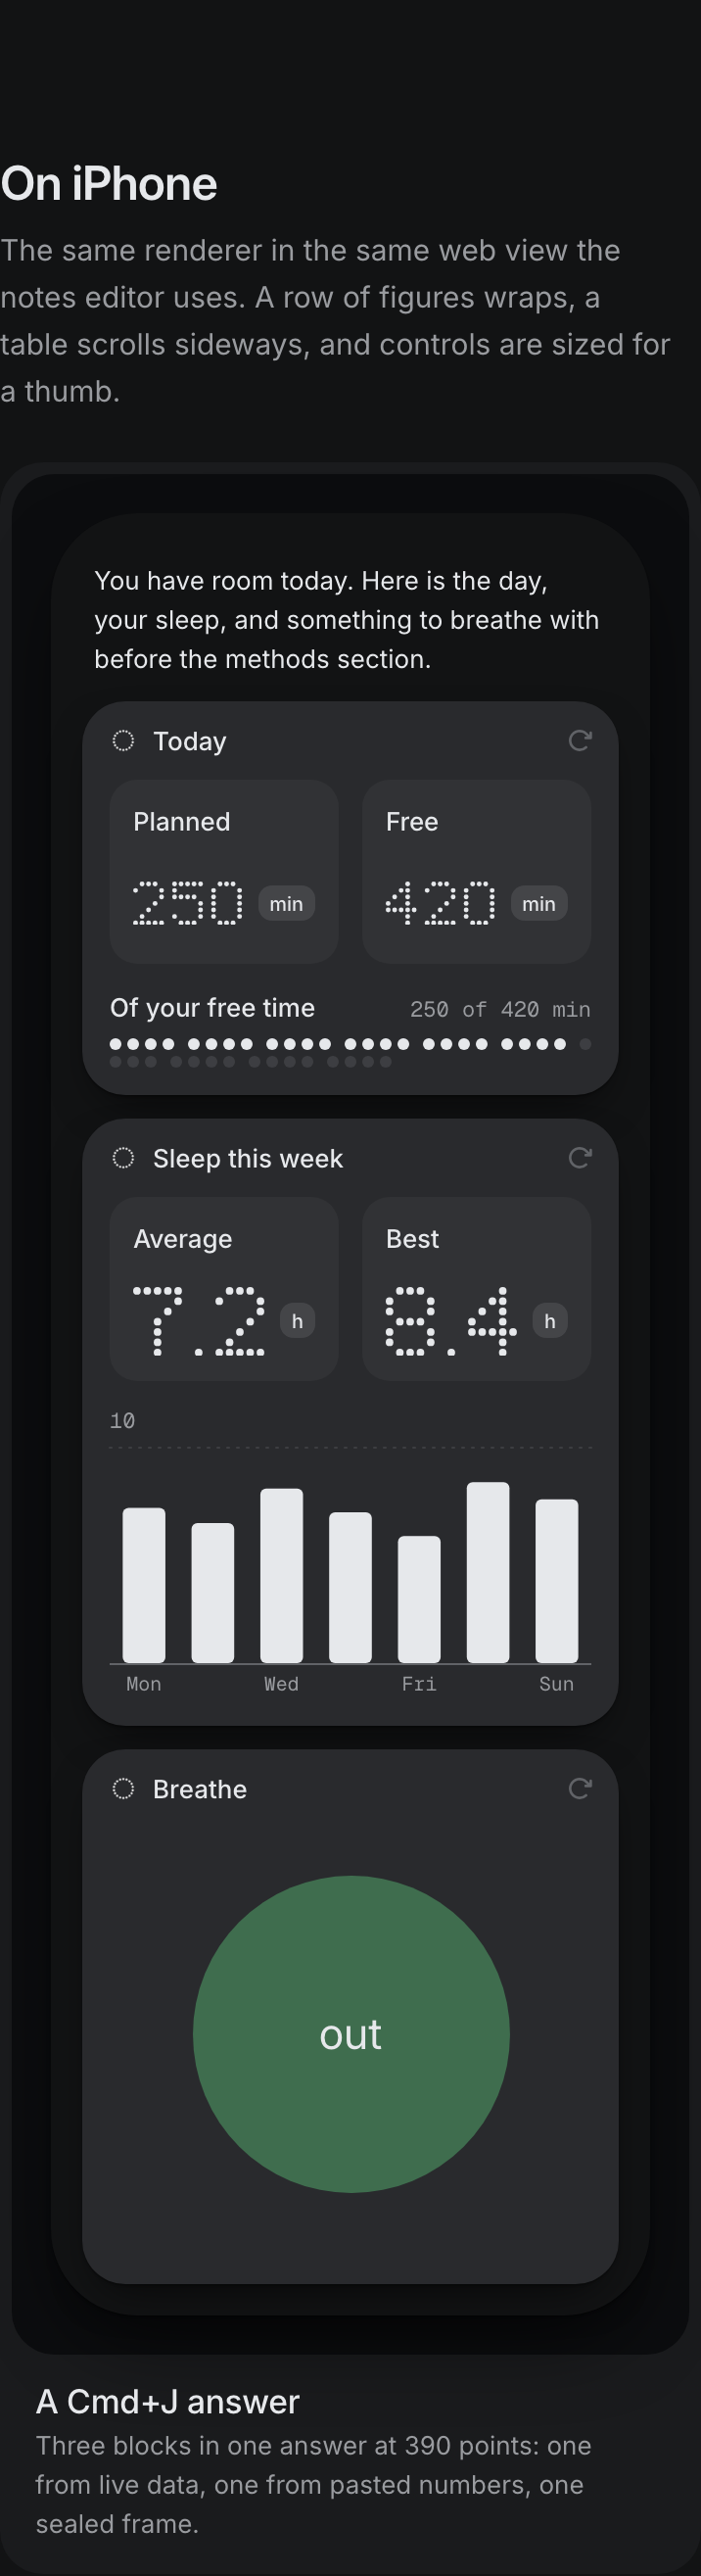 On iPhone
The same renderer in the same web view the
notes editor uses. A row of figures wraps, a
table scrolls sideways, and controls are sized for
a thumb.
You have room today. Here is the day,
your sleep, and something to breathe with
before the methods section.
Today
Planned
Free
250 min
420 min
Of your free time
250 of 420 min
Sleep this week
Average
Best
7.2 h
8.4 h
10
Mon
Wed
Fri
Sun
Breathe
out
A Cmd+J answer
Three blocks in one answer at 390 points: one
from live data, one from pasted numbers, one
sealed frame.